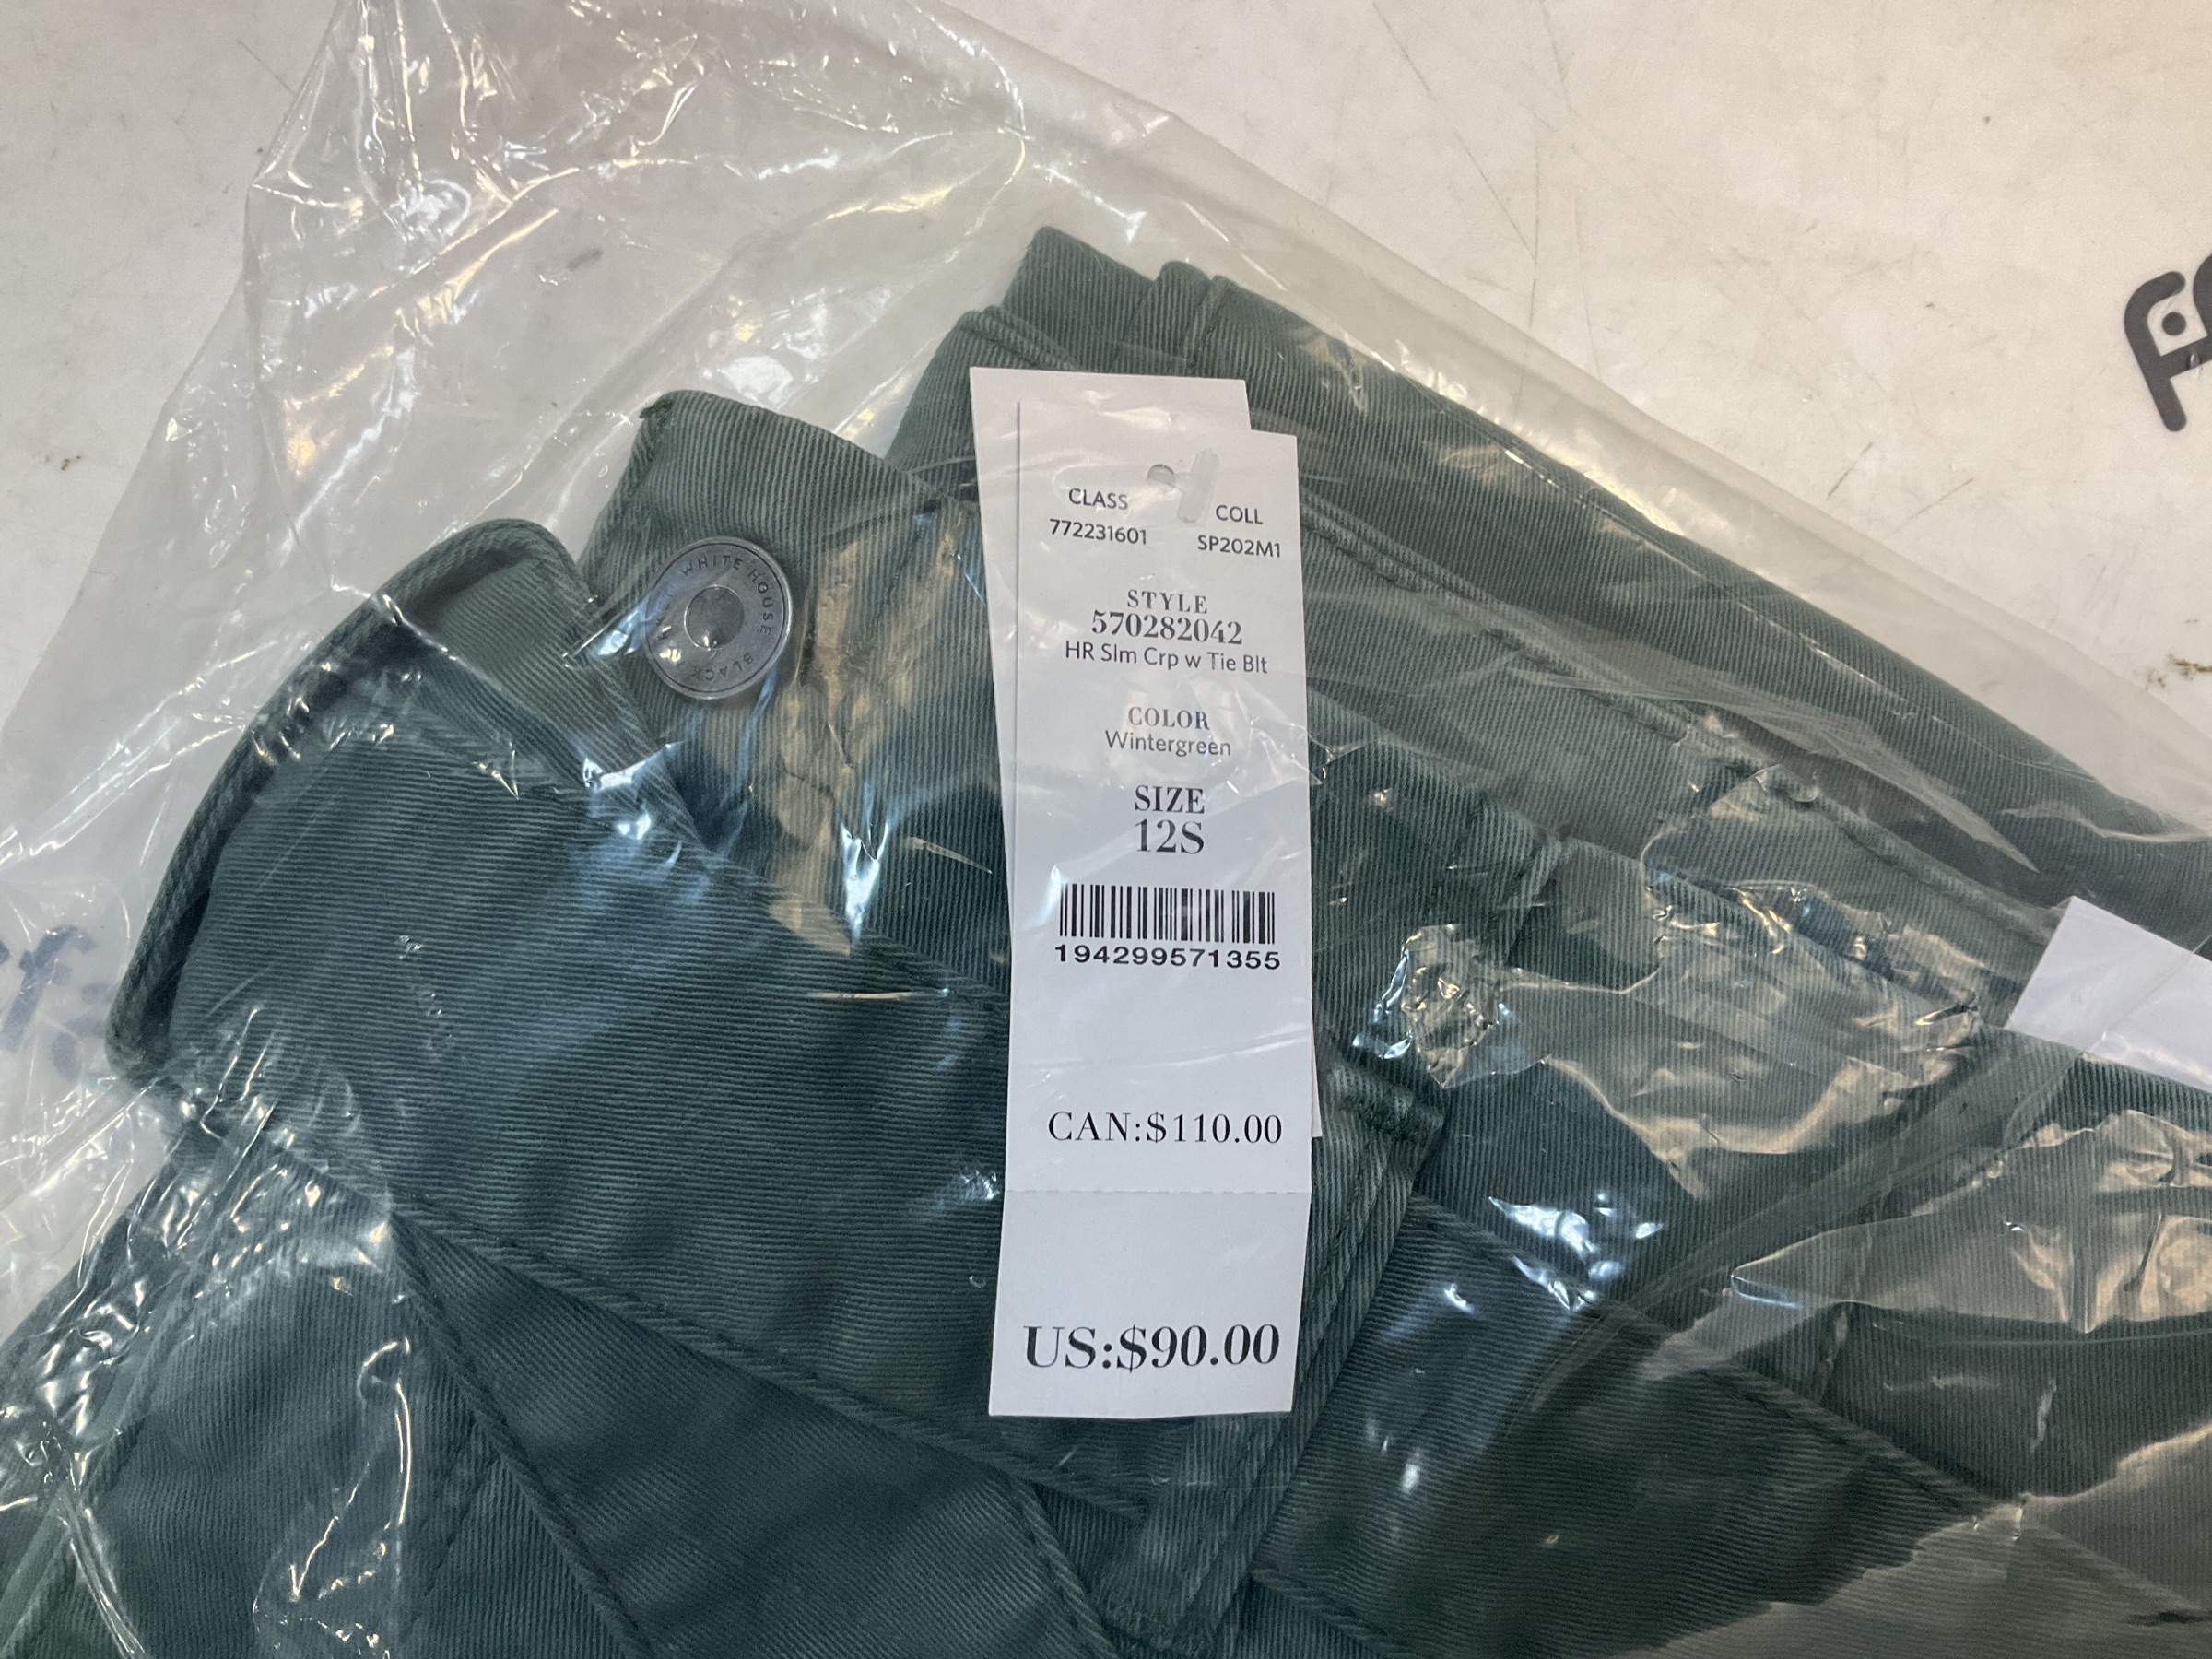 CLASS
772231601
COLL
SP202M1
STYLE
570282042
HR Slm Crp w Tie Blt
COLOR
Wintergreen
SIZE
12S
194299571355
CAN:$110.00
US:$90.00
WHITE HOUSE
BLACK